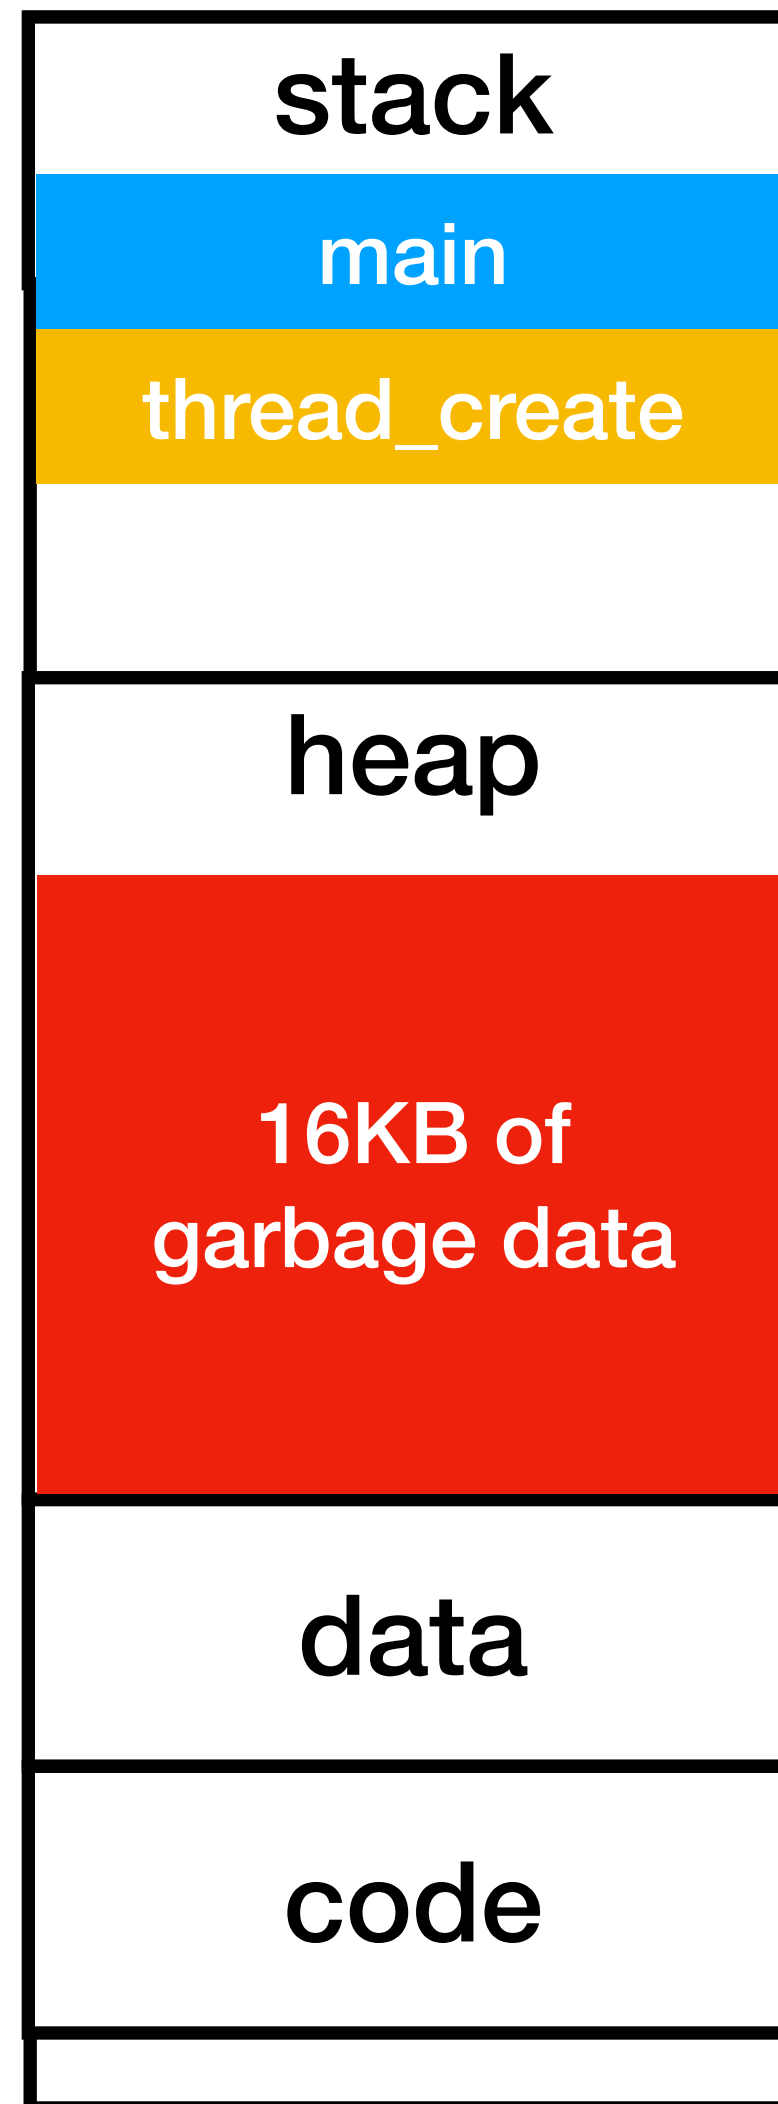 stack
main
thread_create
heap
16KB of
garbage data
data
code